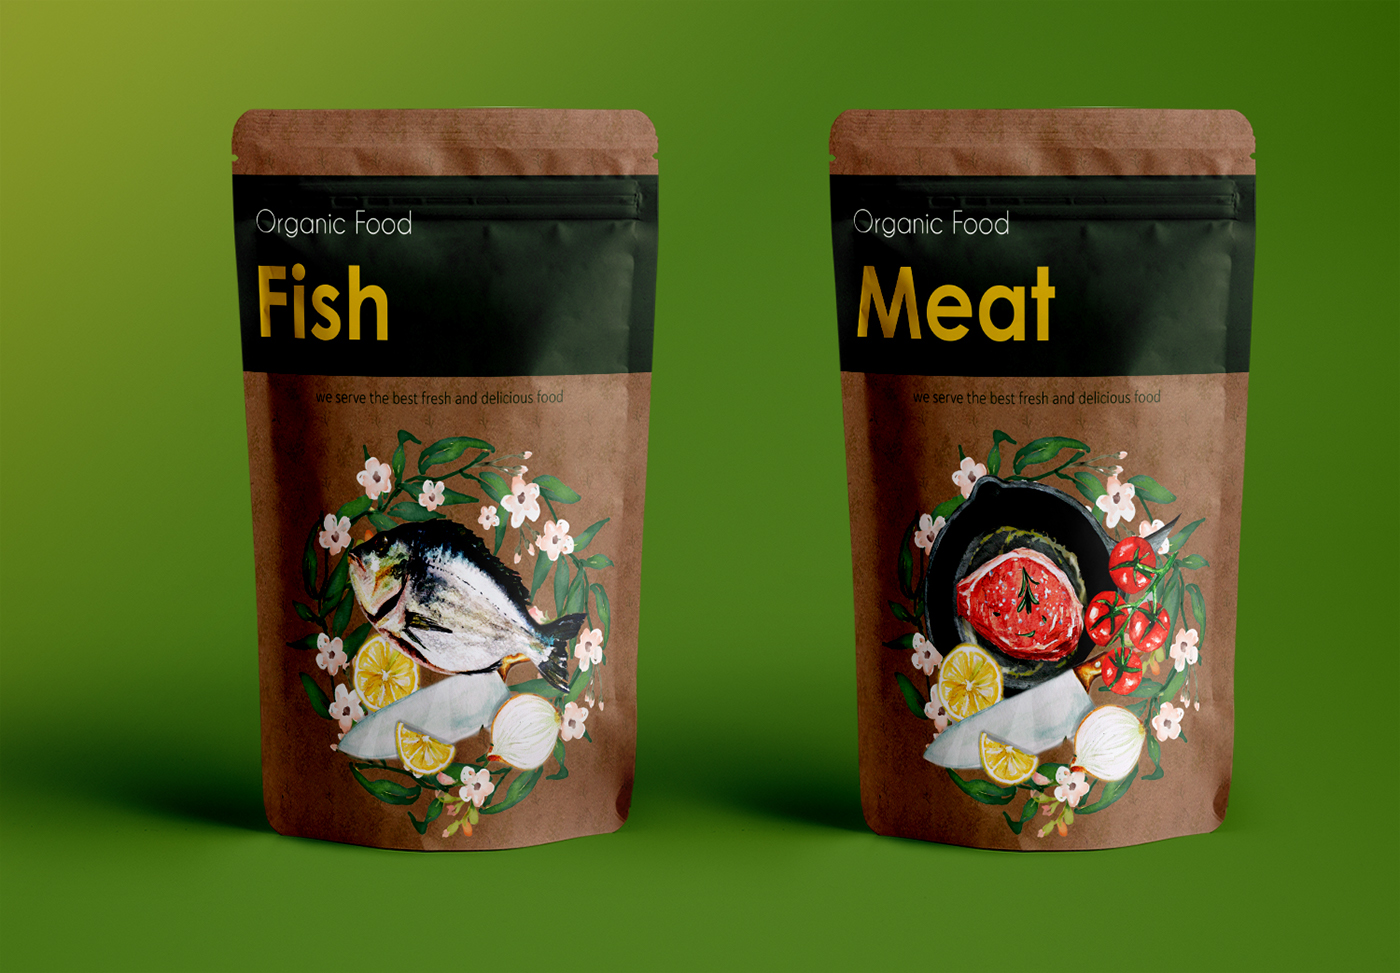 Organic Food
Fish
we serve the best fresh and delicious food
Organic Food
Meat
we serve the best fresh and delicious food